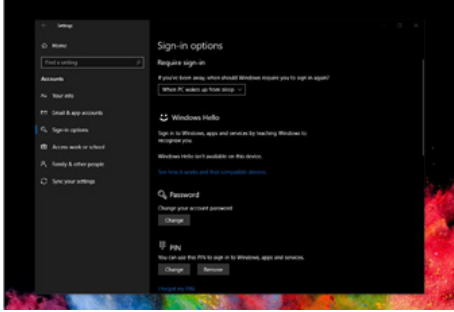 Settings
Home
Find a setting
Accounts
Your info
Email & app accounts
Sign-in options
Access work or school
Family & other people
Sync your settings
Sign-in options
Require sign-in
If you've been away, when should Windows require you to sign in again?
When PC wakes up from sleep
Windows Hello
Sign in to Windows, apps and services by teaching Windows to
recognise you.
Windows Hello isn't available on this device.
See how it works and find compatible devices.
Password
Change your account password
Change
PIN
You can use this PIN to sign in to Windows, apps and services.
Change
Remove
I forgot my PIN